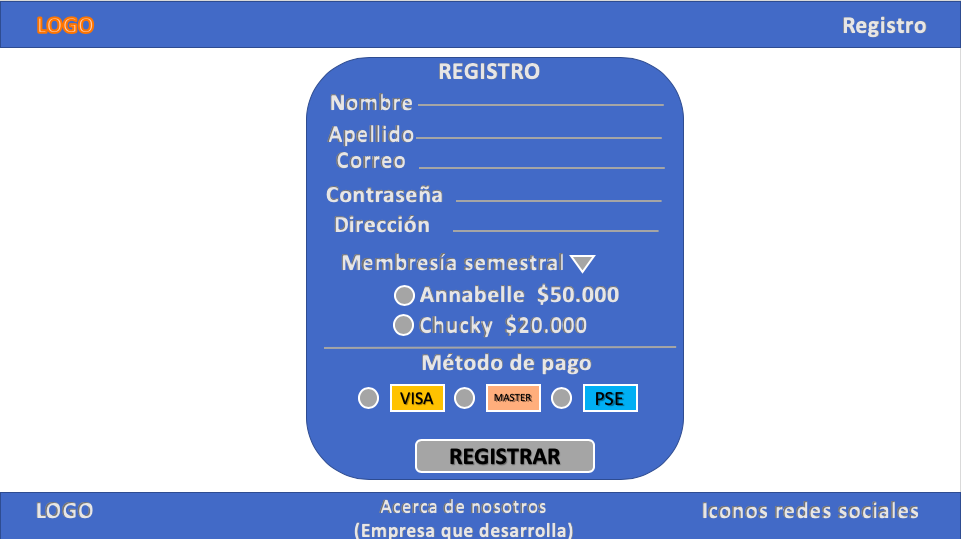 LOGO Registro
REGISTRO
Nombre
Apellido
Correo
Contraseña
Dirección
Membresía semestral
Annabelle $50.000
Chucky $20.000
Método de pago
VISA MASTER PSE
REGISTRAR
LOGO Acerca de nosotros Iconos redes sociales
(Empresa que desarrolla)